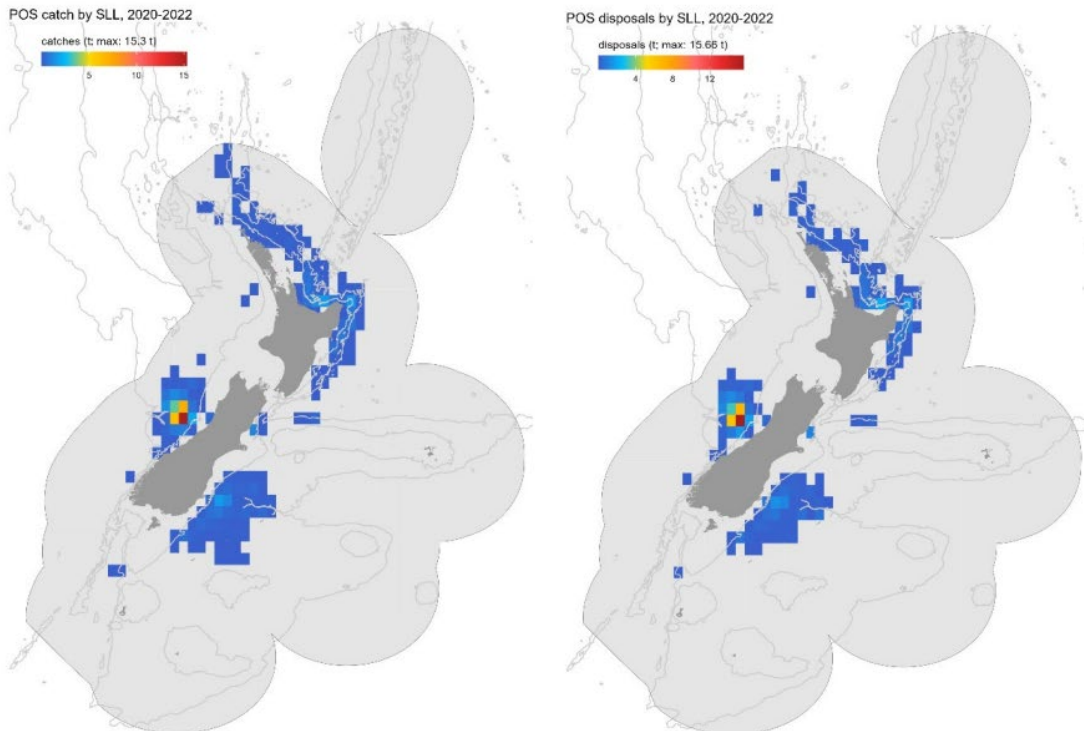 POS catch by SLL, 2020-2022
catches (t; max: 15.3 t)
5 10 15
POS disposals by SLL, 2020-2022
disposals (t; max: 15.66 t)
4 8 12